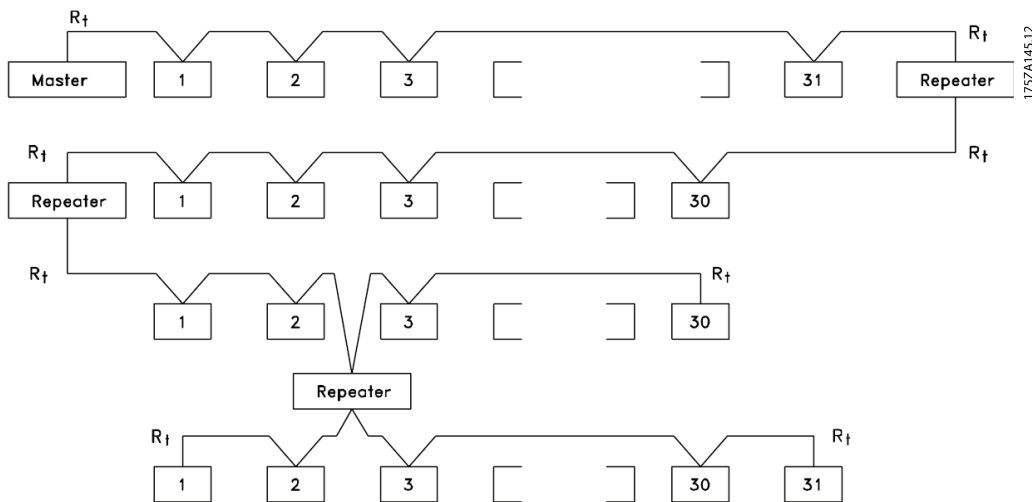 Rt Rt
Master 1 2 3 31 Repeater
1757A145.12
Rt Rt
Repeater 1 2 3 30
Rt Rt
1 2 3 30
Repeater
Rt Rt
1 2 3 30 31